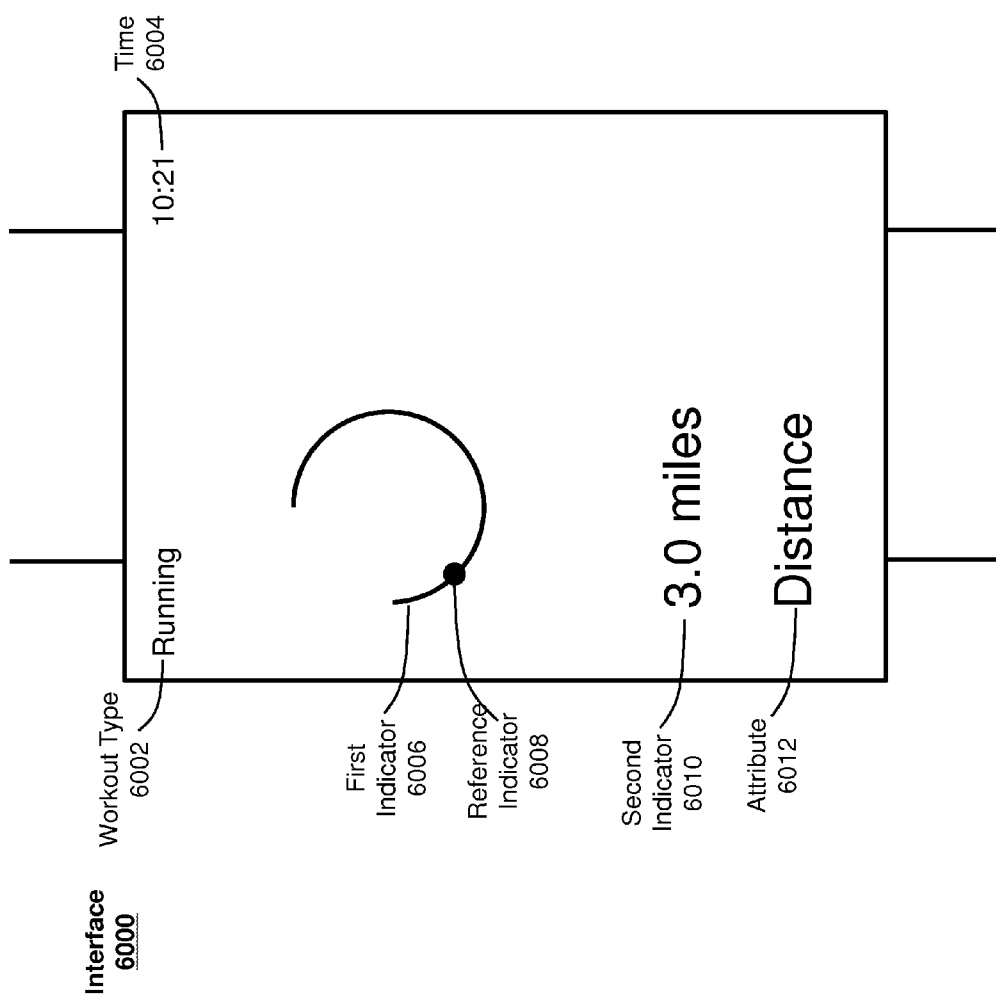 Interface
6000
Workout Type
6002
Running
10:21
Time
6004
First
Indicator
6006
Reference
Indicator
6008
Second
Indicator
6010
3.0 miles
Attribute
6012
Distance